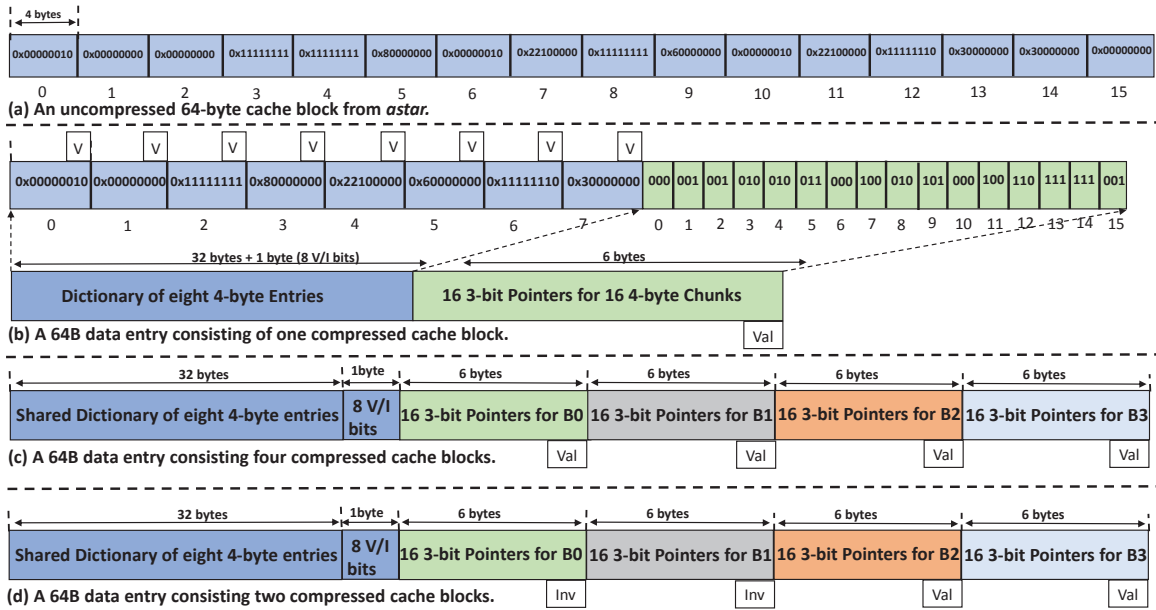 4 bytes
0x00000010 0x00000000 0x00000000 0x11111111 0x11111111 0x80000000 0x00000010 0x22100000 0x11111111 0x60000000 0x00000010 0x22100000 0x11111110 0x30000000 0x30000000 0x00000000
0 1 2 3 4 5 6 7 8 9 10 11 12 13 14 15
(a) An uncompressed 64-byte cache block from astar.
V V V V V V V V
0x00000010 0x00000000 0x11111111 0x80000000 0x22100000 0x60000000 0x11111110 0x30000000 000 001 001 010 010 011 000 100 010 101 000 100 110 111 111 001
0 1 2 3 4 5 6 7 0 1 2 3 4 5 6 7 8 9 10 11 12 13 14 15
32 bytes + 1 byte (8 V/I bits) 6 bytes
Dictionary of eight 4-byte Entries 16 3-bit Pointers for 16 4-byte Chunks
Val
(b) A 64B data entry consisting of one compressed cache block.
32 bytes 1byte 6 bytes 6 bytes 6 bytes 6 bytes
Shared Dictionary of eight 4-byte entries 8 V/I bits 16 3-bit Pointers for B0 16 3-bit Pointers for B1 16 3-bit Pointers for B2 16 3-bit Pointers for B3
Val Val Val Val
(c) A 64B data entry consisting four compressed cache blocks.
32 bytes 1byte 6 bytes 6 bytes 6 bytes 6 bytes
Shared Dictionary of eight 4-byte entries 8 V/I bits 16 3-bit Pointers for B0 16 3-bit Pointers for B1 16 3-bit Pointers for B2 16 3-bit Pointers for B3
Inv Inv Val Val
(d) A 64B data entry consisting two compressed cache blocks.